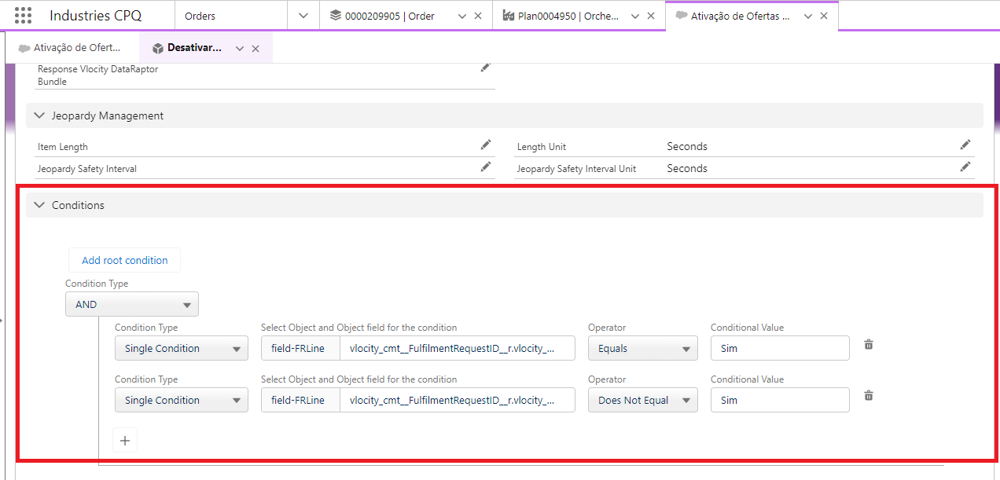 Industries CPQ
Orders
0000209905 | Order
Plan0004950 | Orche...
Ativação de Ofertas ...
Ativação de Ofert...
Desativar...
Response Vlocity DataRaptor
Bundle
Jeopardy Management
Item Length
Length Unit Seconds
Jeopardy Safety Interval
Jeopardy Safety Interval Unit Seconds
Conditions
Add root condition
Condition Type
AND
Condition Type Select Object and Object field for the condition Operator Conditional Value
Single Condition field-FRLine vlocity_cmt__FulfilmentRequestID__r.vlocity_... Equals Sim
Condition Type Select Object and Object field for the condition Operator Conditional Value
Single Condition field-FRLine vlocity_cmt__FulfilmentRequestID__r.vlocity_... Does Not Equal Sim
+